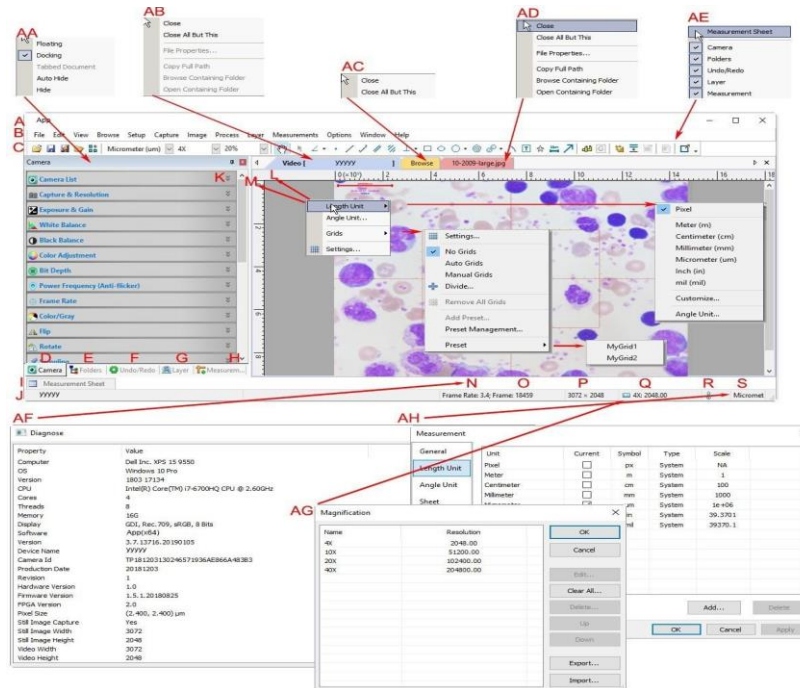 AA
Floating
Docking
Tabbed Document
Auto Hide
Hide
AB
Close
Close All But This
File Properties...
Copy Full Path
Browse Containing Folder
Open Containing Folder
AC
Close
Close All But This
AD
Close
Close All But This
File Properties...
Copy Full Path
Browse Containing Folder
Open Containing Folder
AE
Measurement Sheet
Camera
Folders
Undo/Redo
Layer
Measurement
A App
B File Edit View Browse Setup Capture Image Process Layer Measurements Options Window Help
C Micrometer (um) 4X 20%
Camera
Video [ yyyyy ] Browse 10-2009-large.jpg
K
Camera List
Capture & Resolution
Exposure & Gain
White Balance
Black Balance
Color Adjustment
Bit Depth
Power Frequency (Anti-flicker)
Frame Rate
Color/Gray
Flip
Rotate
D E F G H
Camera Folders Undo/Redo Layer Measurem...
M L
0 (×10²) 2 4 6 8 10 12 14 16 18
Length Unit
Angle Unit...
Grids
Settings...
Settings...
No Grids
Auto Grids
Manual Grids
Divide...
Remove All Grids
Add Preset...
Preset Management...
Preset
MyGrid1
MyGrid2
Pixel
Meter (m)
Centimeter (cm)
Millimeter (mm)
Micrometer (um)
Inch (in)
mil (mil)
Customize...
Angle Unit...
I Measurement Sheet
N O P Q R S
J yyyyy
Frame Rate: 3.4; Frame: 18459 3072 × 2048 4X: 2048.00 Micromet
AF
AH
AG
Diagnose
Property Value
Computer Dell Inc. XPS 15 9550
OS Windows 10 Pro
Version 1803 17134
CPU Intel(R) Core(TM) i7-6700HQ CPU @ 2.60GHz
Cores 4
Threads 8
Memory 16G
Display GDI, Rec. 709, sRGB, 8 Bits
Software App(x64)
Version 3.7.13716.20190105
Device Name yyyyy
Camera Id TP181203130246571936AEB66A483B3
Production Date 20181203
Revision 1
Hardware Version 1.0
Firmware Version 1.5.1.20180825
FPGA Version 2.0
Pixel Size (2.400, 2.400) µm
Still Image Capture Yes
Still Image Width 3072
Still Image Height 2048
Video Width 3072
Video Height 2048
Magnification
Name Resolution
4X 2048.00
10X 51200.00
20X 102400.00
40X 204800.00
OK
Cancel
Edit...
Clear All...
Delete...
Up
Down
Export...
Import...
Measurement
General
Length Unit
Angle Unit
Sheet
Unit Current Symbol Type Scale
Pixel px System NA
Meter m System 1
Centimeter cm System 100
Millimeter mm System 1000
System 1e+06
System 39.3701
System 39370.1
Add... Delete
OK Cancel Apply